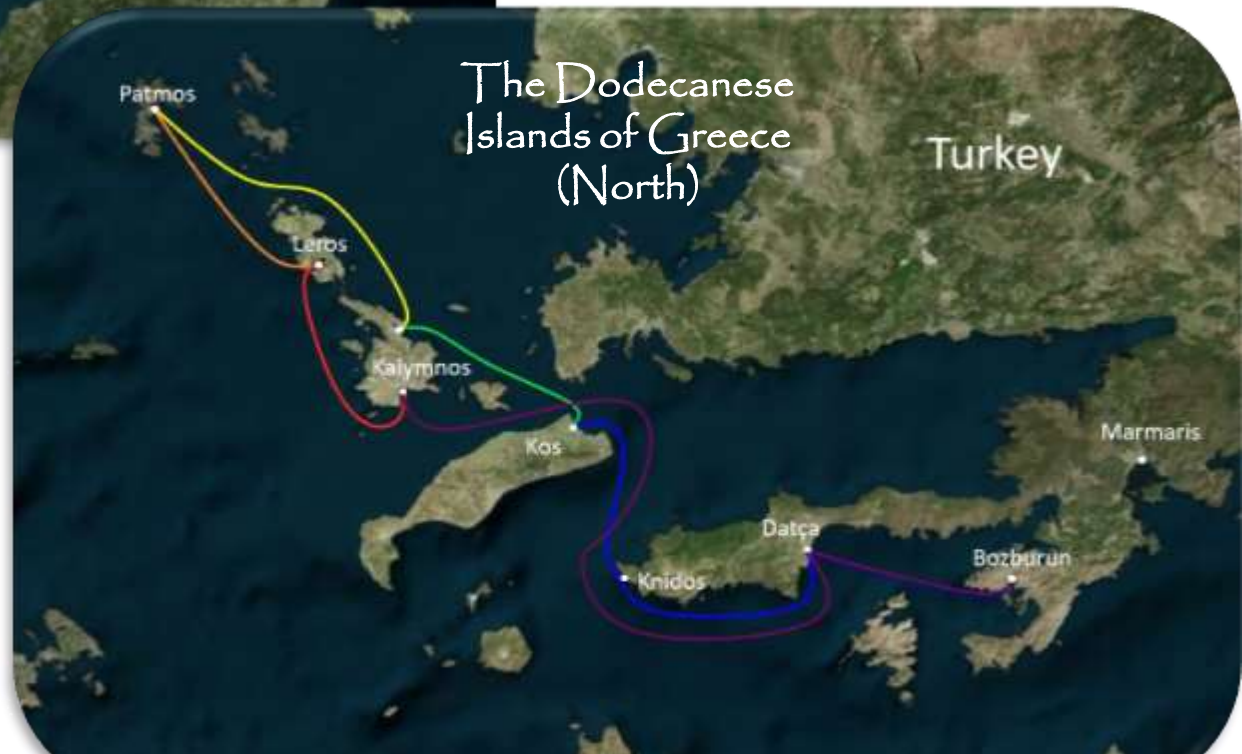 The Dodecanese
Islands of Greece
(North)
Patmos
Turkey
Leros
Kalymnos
Kos
Marmaris
Datça
Bozburun
Knidos